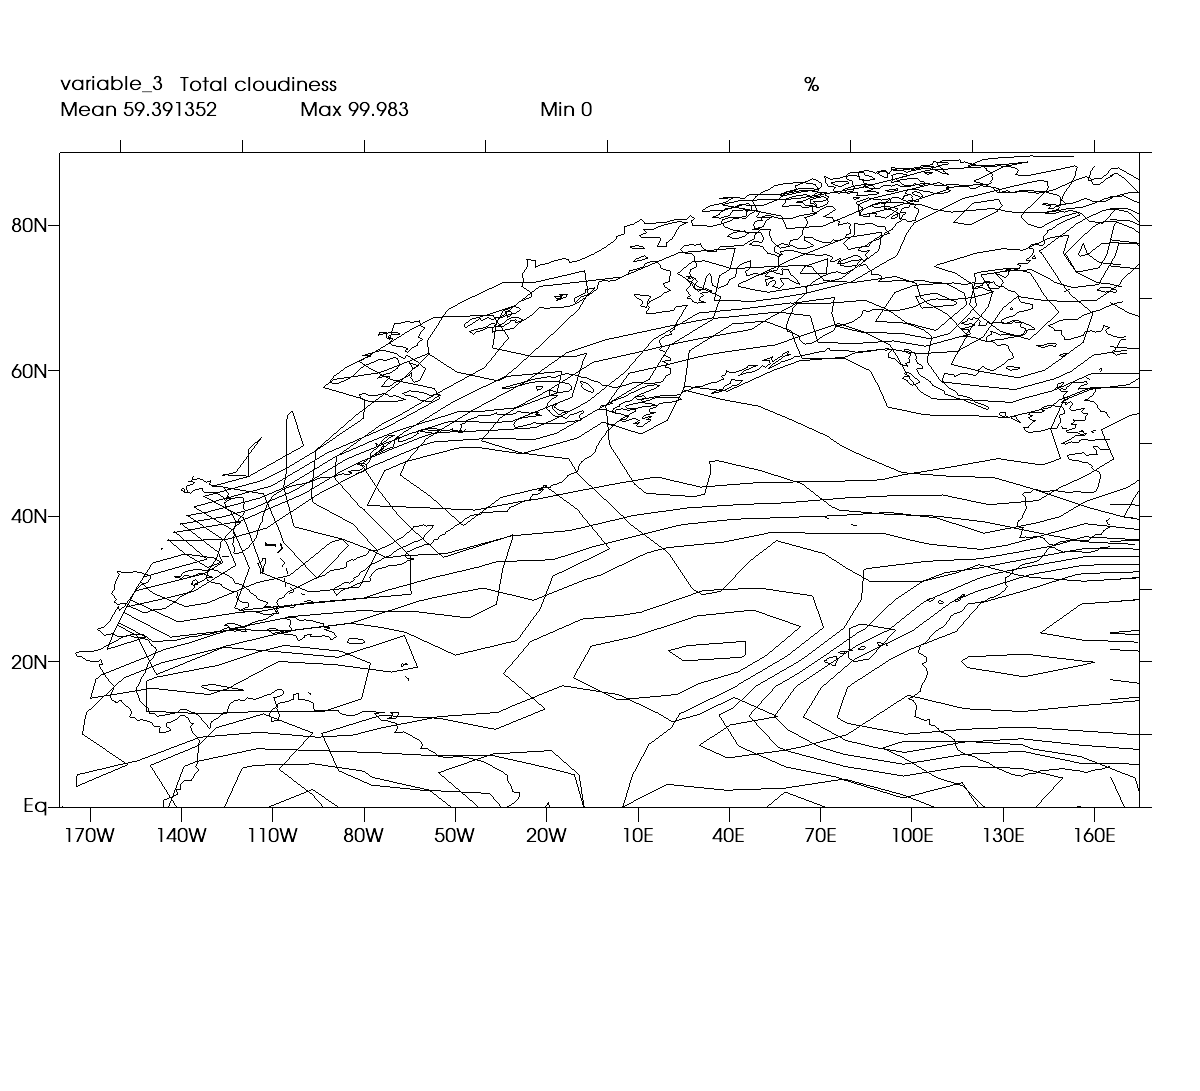 variable_3 Total cloudiness %
Mean 59.391352 Max 99.983 Min 0
80N
60N
40N
20N
Eq
170W 140W 110W 80W 50W 20W 10E 40E 70E 100E 130E 160E